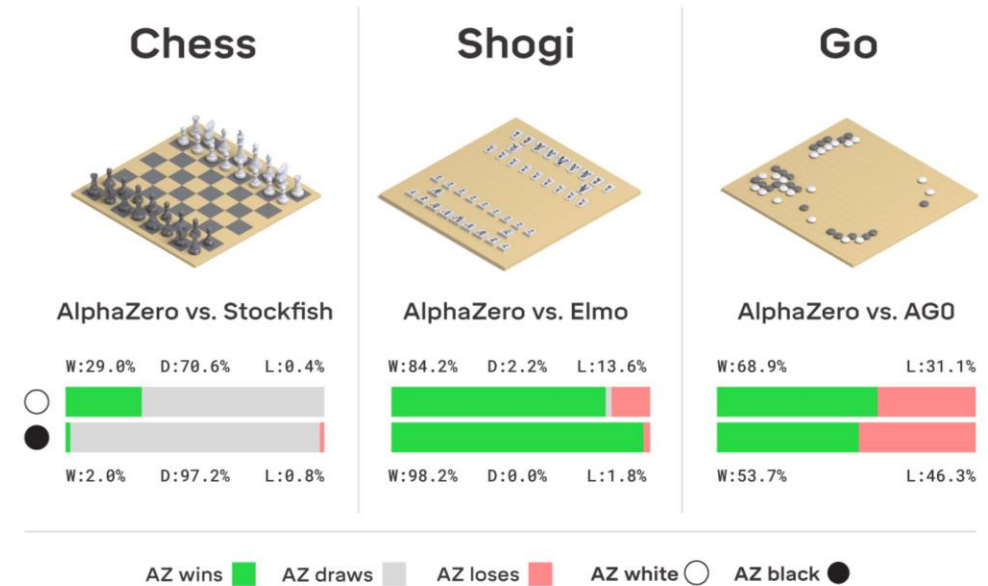 Chess
Shogi
Go
AlphaZero vs. Stockfish
AlphaZero vs. Elmo
AlphaZero vs. AG0
W:29.0% D:70.6% L:0.4%
W:84.2% D:2.2% L:13.6%
W:68.9% L:31.1%
W:2.0% D:97.2% L:0.8%
W:98.2% D:0.0% L:1.8%
W:53.7% L:46.3%
AZ wins AZ draws AZ loses AZ white AZ black